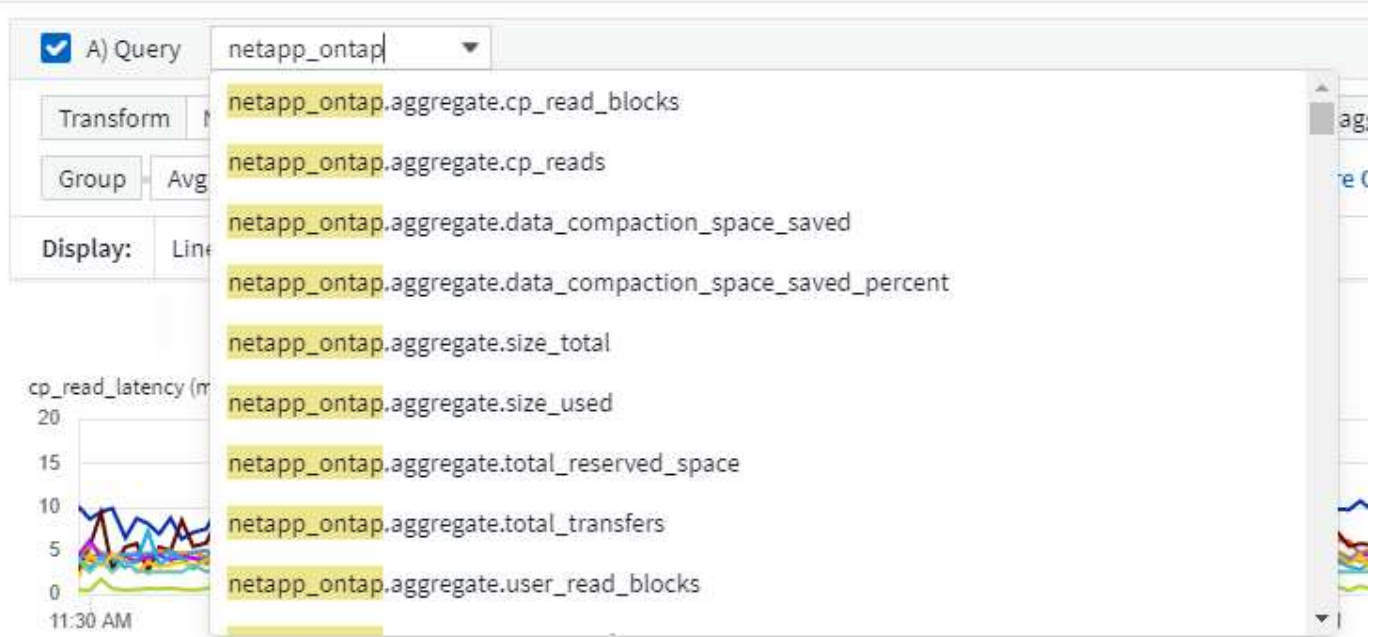 A) Query netapp_ontap
netapp_ontap.aggregate.cp_read_blocks
Transform
netapp_ontap.aggregate.cp_reads
Group Avg
netapp_ontap.aggregate.data_compaction_space_saved
Display: Line
netapp_ontap.aggregate.data_compaction_space_saved_percent
netapp_ontap.aggregate.size_total
cp_read_latency (m
netapp_ontap.aggregate.size_used
20
netapp_ontap.aggregate.total_reserved_space
15
netapp_ontap.aggregate.total_transfers
10
5
netapp_ontap.aggregate.user_read_blocks
0
11:30 AM